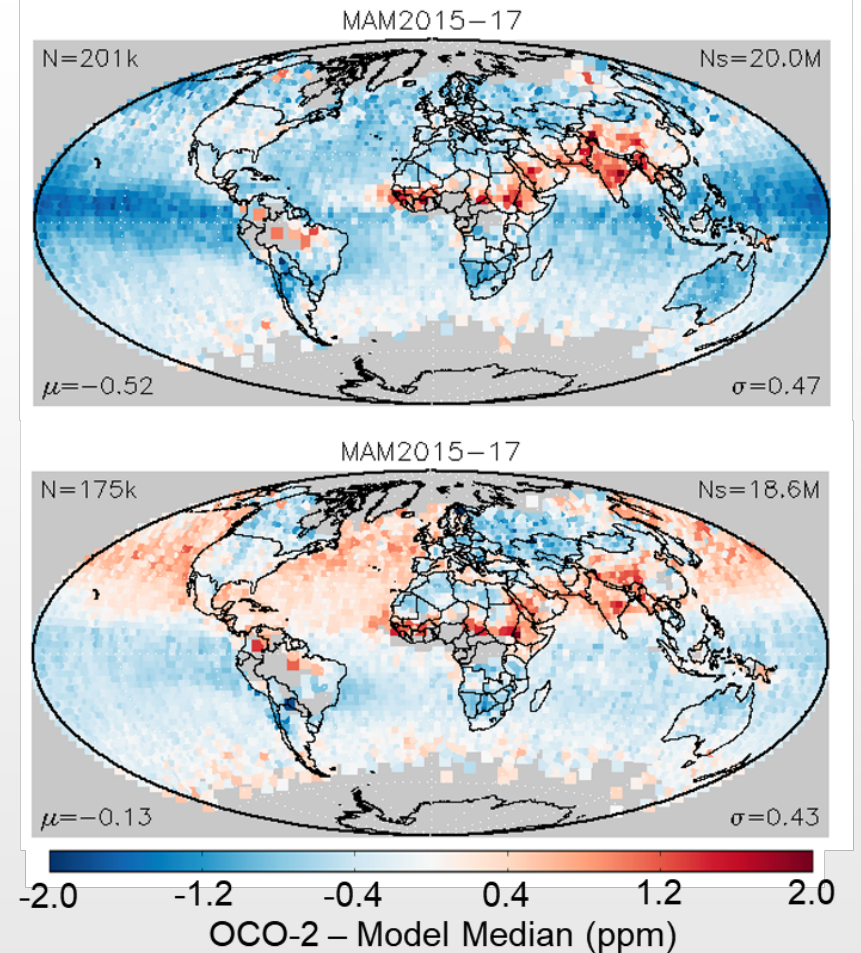 MAM2015−17
N=201k
Ns=20.0M
μ=−0.52
σ=0.47
MAM2015−17
N=175k
Ns=18.6M
μ=−0.13
σ=0.43
-2.0 -1.2 -0.4 0.4 1.2 2.0
OCO-2 – Model Median (ppm)